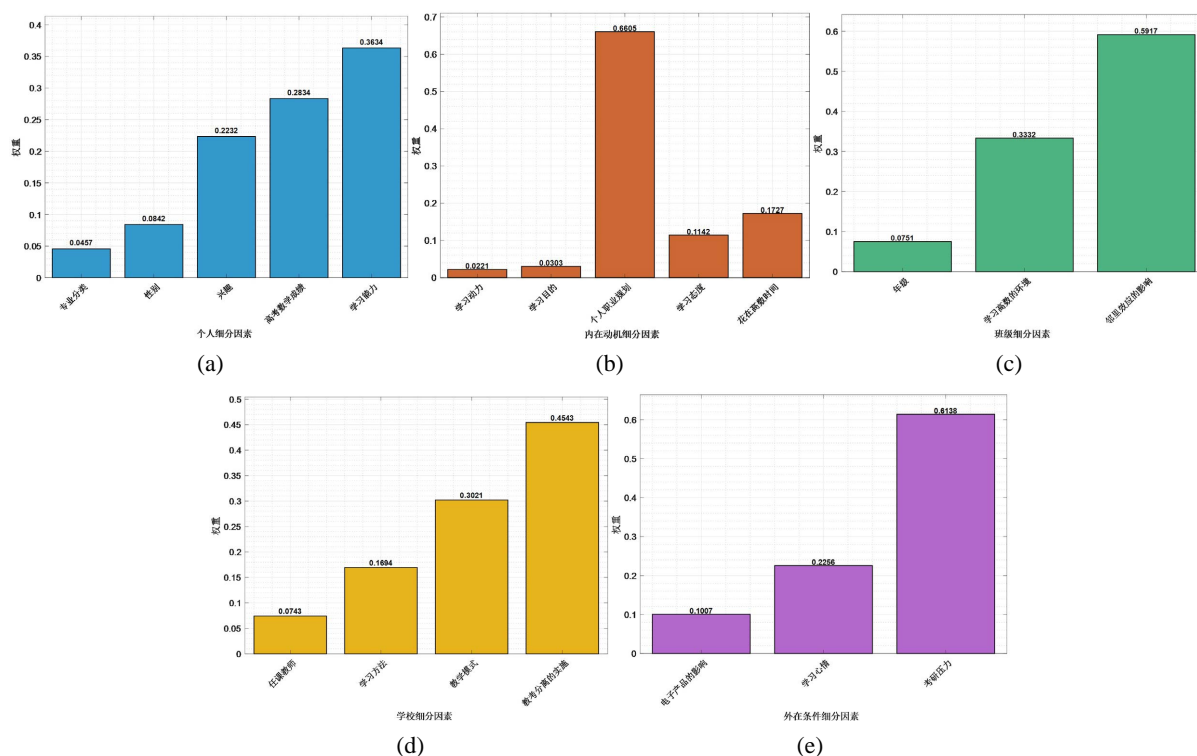 0.4
0.35
0.3
0.25
0.2
0.15
0.1
0.05
0
权重
0.0457
0.0842
0.2232
0.2834
0.3634
专业分类
性别
兴趣
高考数学成绩
学习能力
个人细分因素
(a)
0.7
0.6
0.5
0.4
0.3
0.2
0.1
0
权重
0.0221
0.0303
0.6605
0.1142
0.1727
学习动力
学习目的
个人职业规划
学习态度
花在高数时间
内在动机细分因素
(b)
0.6
0.5
0.4
0.3
0.2
0.1
0
权重
0.0751
0.3332
0.5917
年级
学习高数的环境
邻里效应的影响
班级细分因素
(c)
0.5
0.45
0.4
0.35
0.3
0.25
0.2
0.15
0.1
0.05
0
权重
0.0743
0.1694
0.3021
0.4543
任课教师
学习方法
教学模式
教考分离的实施
学校细分因素
(d)
0.6
0.5
0.4
0.3
0.2
0.1
0
权重
0.1007
0.2256
0.6138
电子产品的影响
学习心情
考研压力
外在条件细分因素
(e)